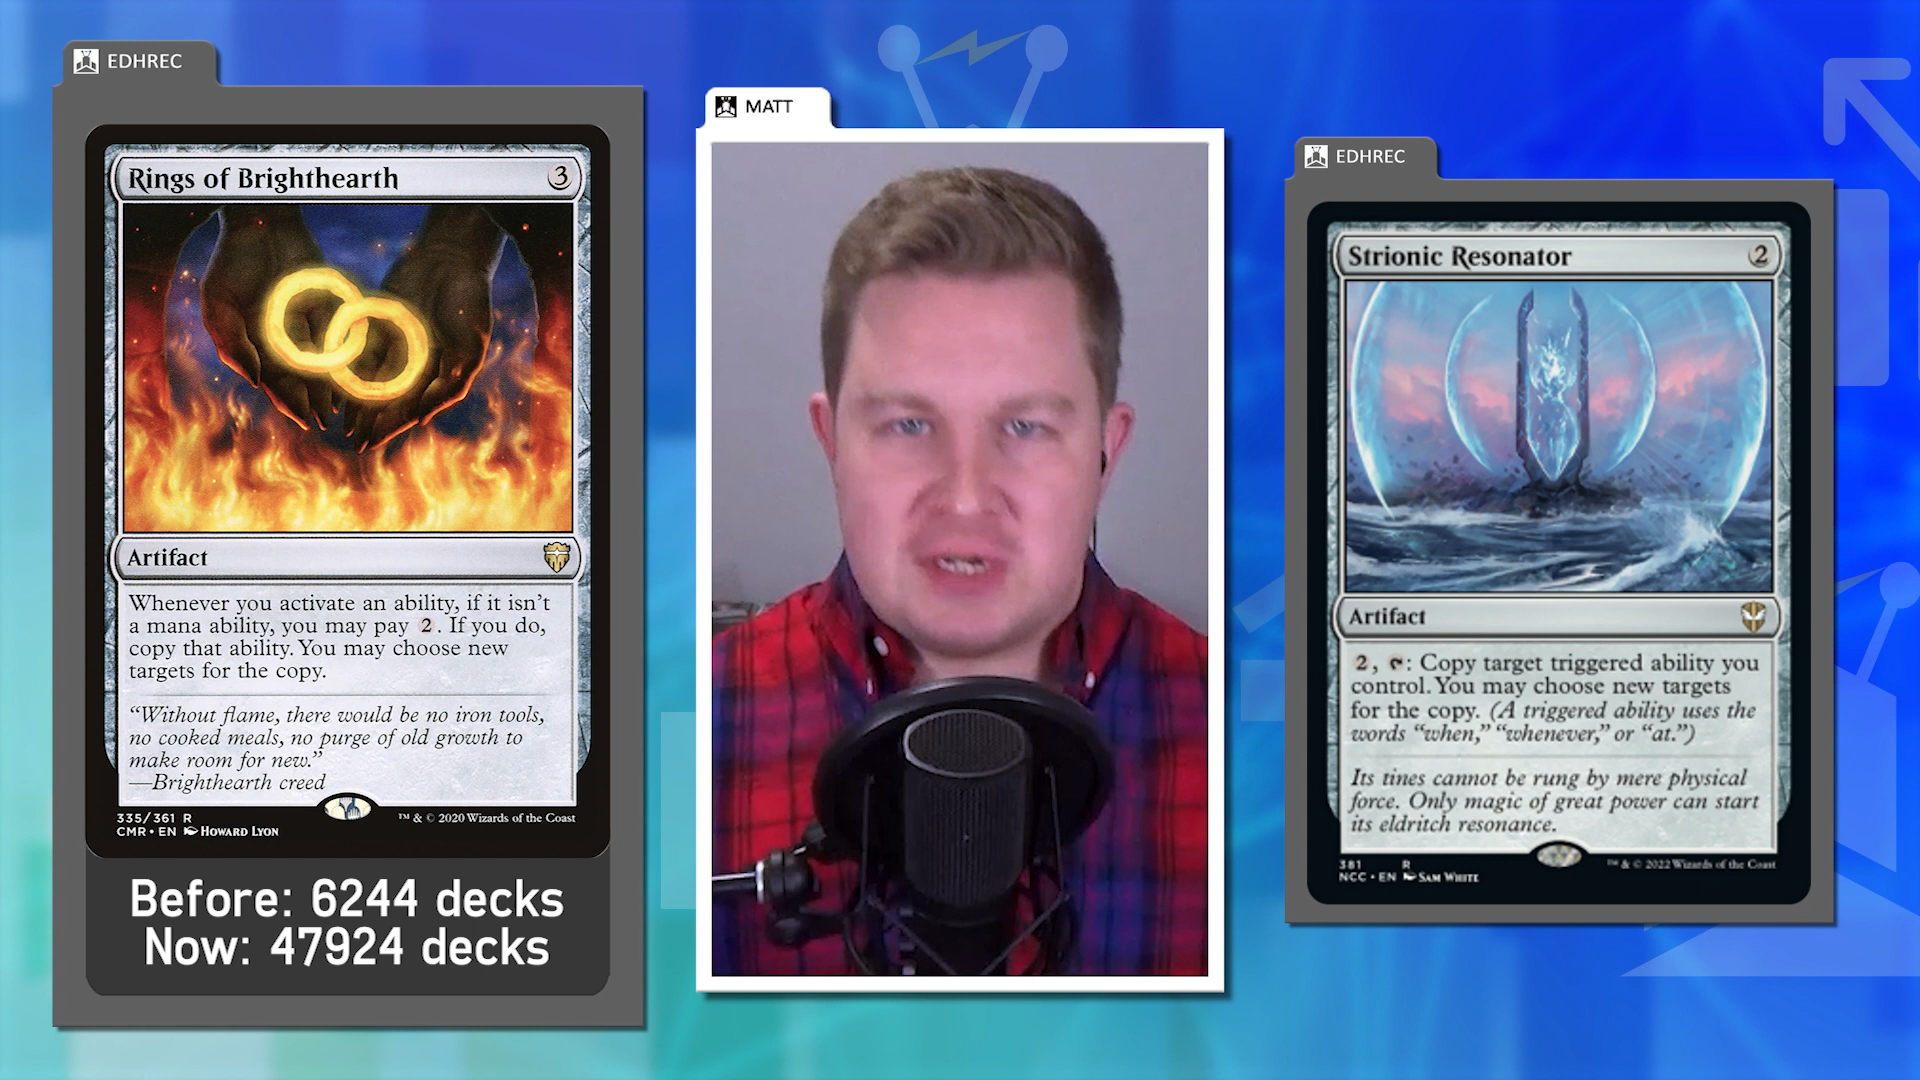 EDHREC
Rings of Brighthearth 3
Artifact
Whenever you activate an ability, if it isn't
a mana ability, you may pay 2. If you do,
copy that ability. You may choose new
targets for the copy.
“Without flame, there would be no iron tools,
no cooked meals, no purge of old growth to
make room for new.”
—Brighthearth creed
335/361 R
CMR • EN Howard Lyon
™ & © 2020 Wizards of the Coast
Before: 6244 decks
Now: 47924 decks
MATT
EDHREC
Strionic Resonator 2
Artifact
2, : Copy target triggered ability you
control. You may choose new targets
for the copy. (A triggered ability uses the
words “when,” “whenever,” or “at.”)
Its tines cannot be rung by mere physical
force. Only magic of great power can start
its eldritch resonance.
381 R
NCC • EN Sam White
™ & © 2022 Wizards of the Coast